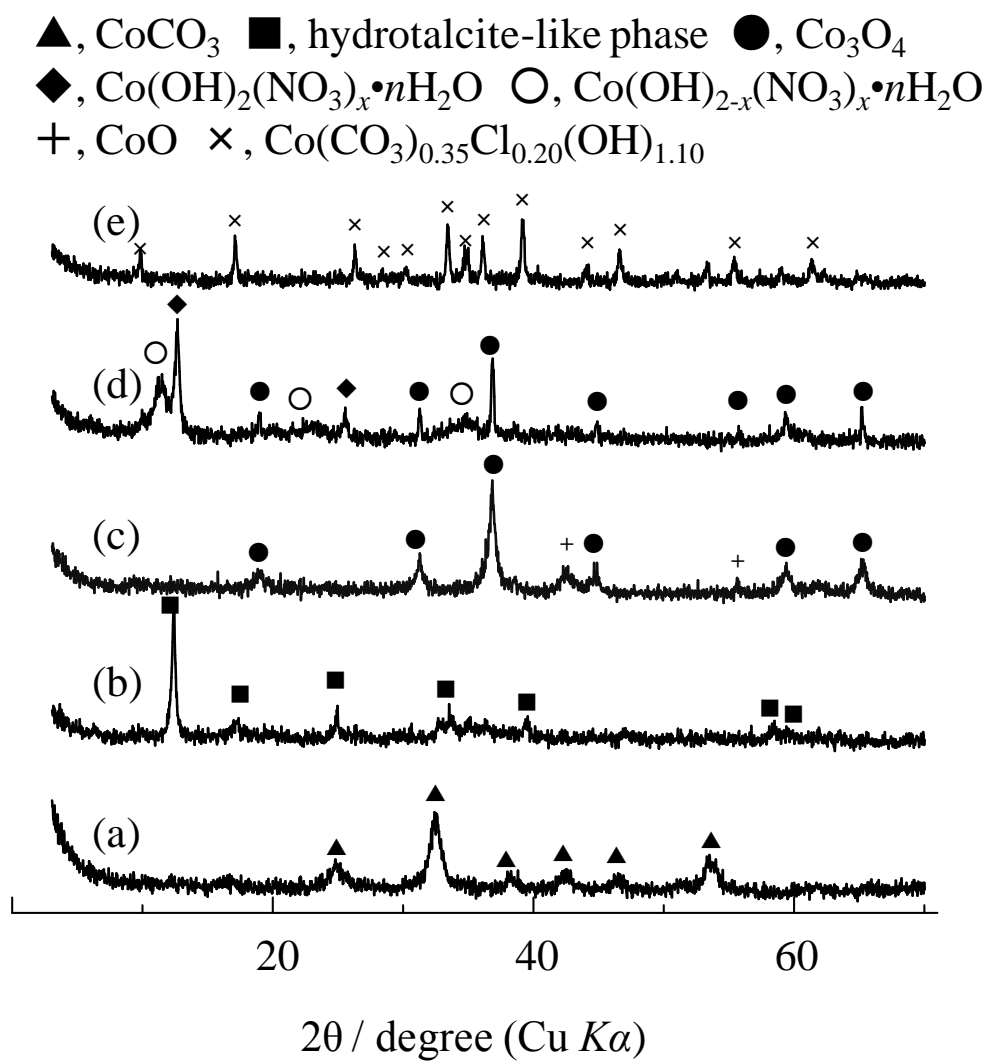 ▲, CoCO₃ ■, hydrotalcite-like phase ●, Co₃O₄
◆, Co(OH)₂(NO₃)ₓ•nH₂O ○, Co(OH)₂₋ₓ(NO₃)ₓ•nH₂O
+, CoO ×, Co(CO₃)₀.₃₅Cl₀.₂₀(OH)₁.₁₀
(e)
(d)
(c)
(b)
(a)
20 40 60
2θ / degree (Cu Kα)